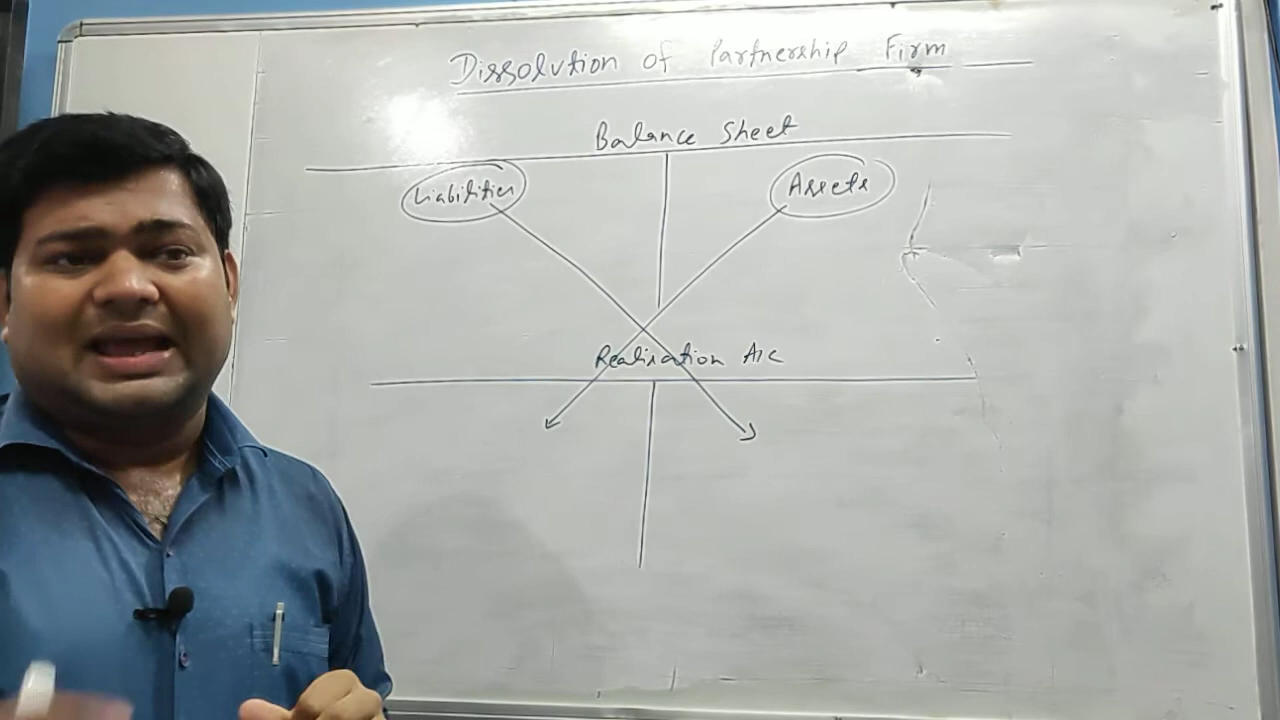 Dissolution of Partnership Firm
Balance Sheet
Liabilities Assets
Realisation A/c